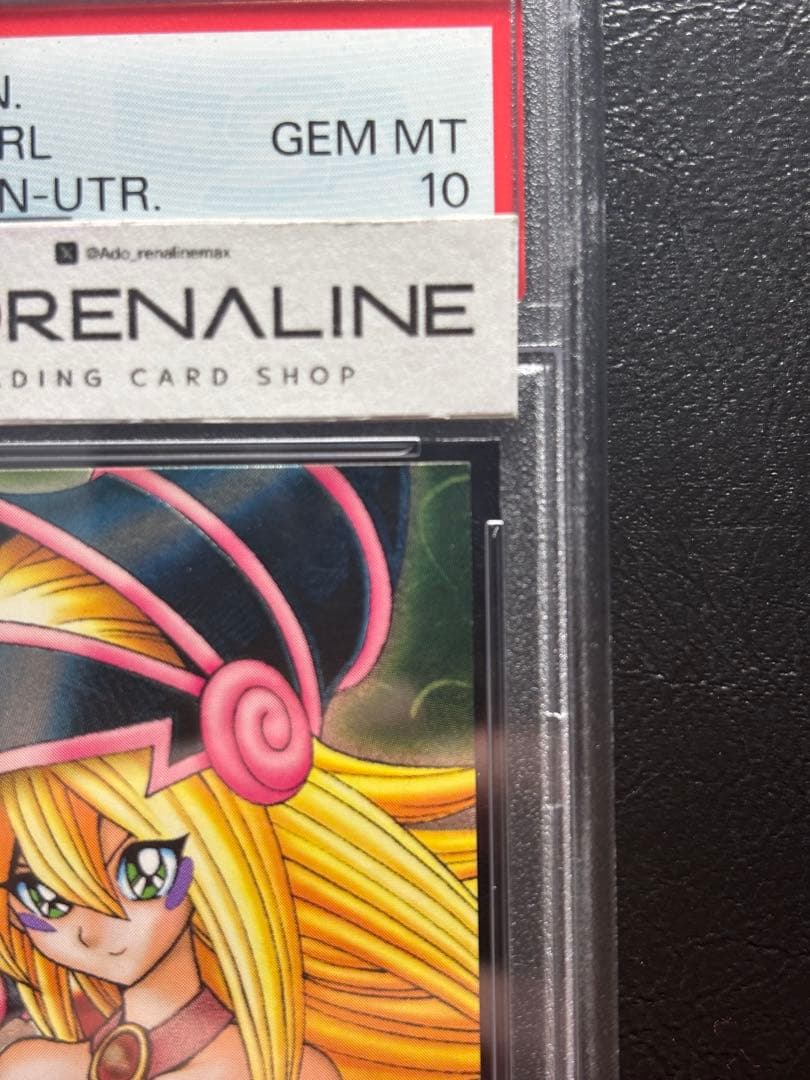 N.
RL
GEM MT
N-UTR.
10
@Ado_renalinemax
RENALINE
DING CARD SHOP